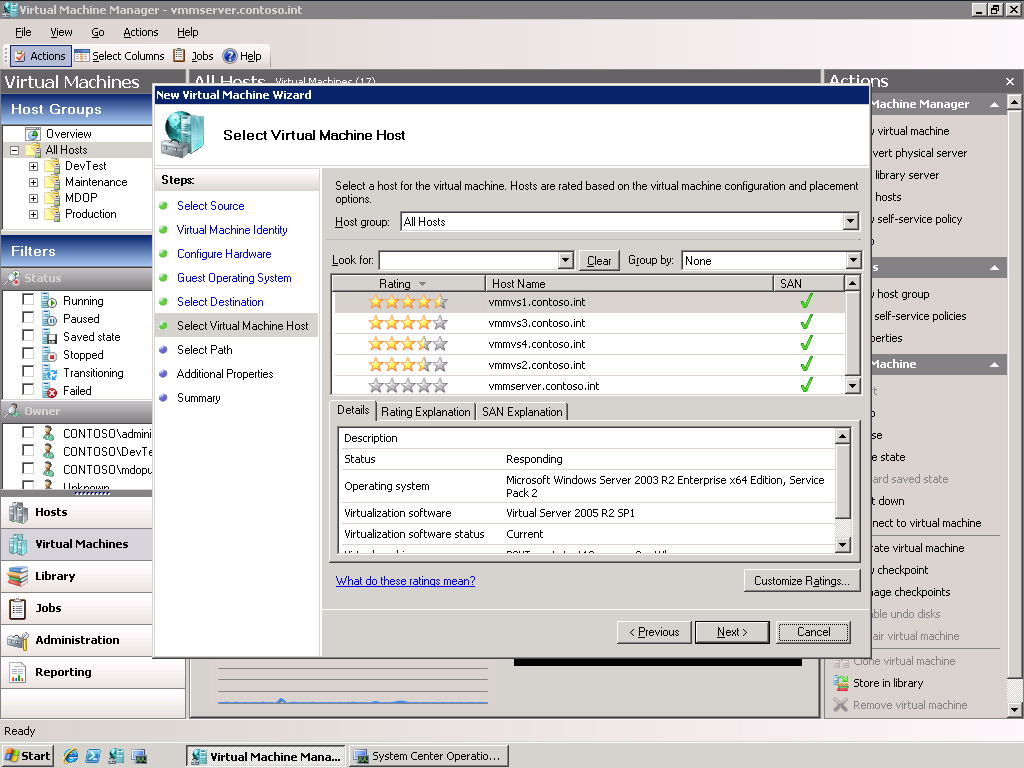 Virtual Machine Manager - vmmserver.contoso.int
File View Go Actions Help
Actions Select Columns Jobs Help
Virtual Machines
All Hosts Virtual Machines (17)
Actions
Host Groups
Overview
All Hosts
DevTest
Maintenance
MDOP
Production
Filters
Status
Running
Paused
Saved state
Stopped
Transitioning
Failed
Owner
CONTOSO\admini
CONTOSO\DevTe
CONTOSO\mdopu
Unknown
Hosts
Virtual Machines
Library
Jobs
Administration
Reporting
New Virtual Machine Wizard
Select Virtual Machine Host
Steps:
Select Source
Virtual Machine Identity
Configure Hardware
Guest Operating System
Select Destination
Select Virtual Machine Host
Select Path
Additional Properties
Summary
Select a host for the virtual machine. Hosts are rated based on the virtual machine configuration and placement
options.
Host group: All Hosts
Look for: Clear Group by: None
Rating Host Name SAN
vmmvs1.contoso.int
vmmvs3.contoso.int
vmmvs4.contoso.int
vmmvs2.contoso.int
vmmserver.contoso.int
Details Rating Explanation SAN Explanation
Description
Status Responding
Operating system Microsoft Windows Server 2003 R2 Enterprise x64 Edition, Service
Pack 2
Virtualization software Virtual Server 2005 R2 SP1
Virtualization software status Current
What do these ratings mean?
Customize Ratings...
< Previous Next > Cancel
Machine Manager
virtual machine
vert physical server
library server
hosts
self-service policy
host group
self-service policies
erties
Machine
se
e state
ard saved state
t down
nect to virtual machine
rate virtual machine
checkpoint
nage checkpoints
ble undo disks
air virtual machine
Clone virtual machine
Store in library
Remove virtual machine
Ready
Start Virtual Machine Mana... System Center Operatio...